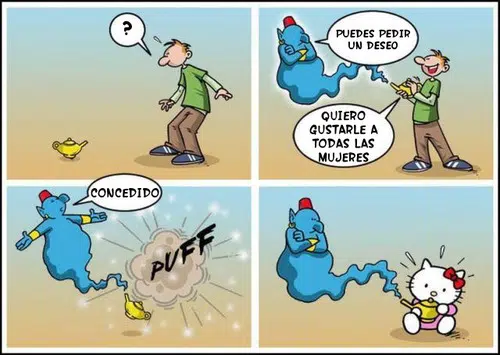 ?
PUEDES PEDIR
UN DESEO
QUIERO
GUSTARLE A
TODAS LAS
MUJERES
CONCEDIDO
PUFF